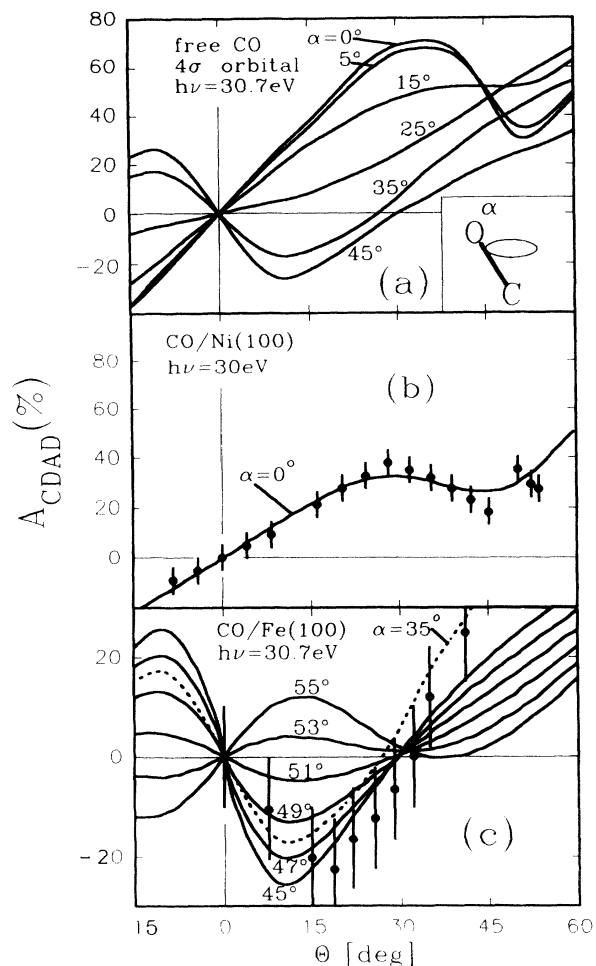 80
60
40
20
0
−20
free CO
4σ orbital
hν=30.7eV
α=0°
5°
15°
25°
35°
45°
(a)
α
O
C
CO/Ni(100)
hν=30eV
(b)
80
60
40
20
0
α=0°
A_CDAD(%)
CO/Fe(100)
hν=30.7eV
α=35°
20
0
−20
55°
53°
51°
49°
47°
45°
(c)
15 0 15 30 45 60
Θ [deg]